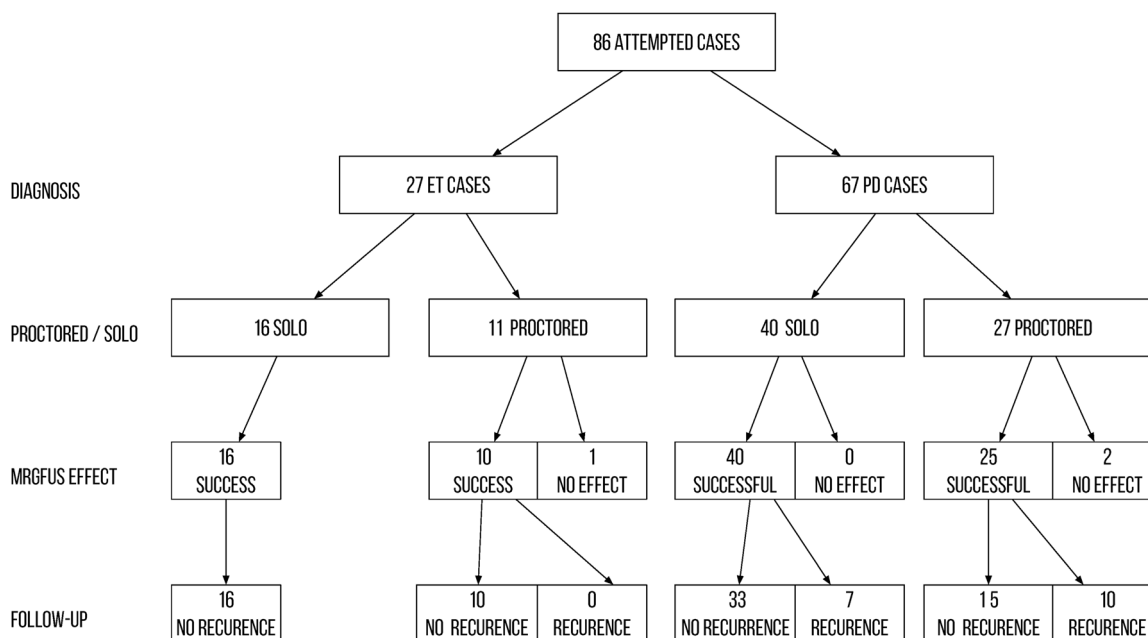 86 ATTEMPTED CASES
DIAGNOSIS
27 ET CASES
67 PD CASES
PROCTORED / SOLO
16 SOLO
11 PROCTORED
40 SOLO
27 PROCTORED
MRGFUS EFFECT
16
SUCCESS
10
SUCCESS
1
NO EFFECT
40
SUCCESSFUL
0
NO EFFECT
25
SUCCESSFUL
2
NO EFFECT
FOLLOW-UP
16
NO RECURENCE
10
NO RECURENCE
0
RECURENCE
33
NO RECURRENCE
7
RECURENCE
15
NO RECURENCE
10
RECURENCE